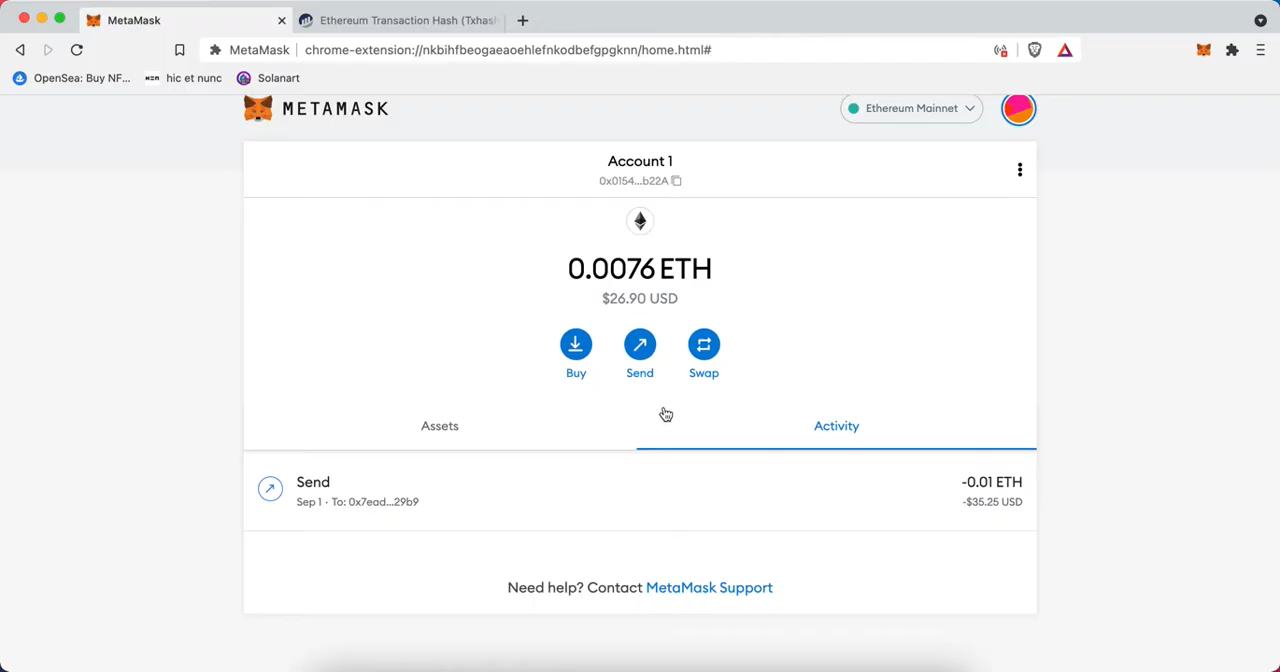 MetaMask
Ethereum Transaction Hash (Txhash
MetaMask
chrome-extension://nkbihfbeogaeaoehlefnkodbefgpgknn/home.html#
OpenSea: Buy NF...
hic et nunc
Solanart
METAMASK
Ethereum Mainnet
Account 1
0x0154...b22A
0.0076 ETH
$26.90 USD
Buy
Send
Swap
Assets
Activity
Send
-0.01 ETH
Sep 1 · To: 0x7ead...29b9
-$35.25 USD
Need help? Contact MetaMask Support